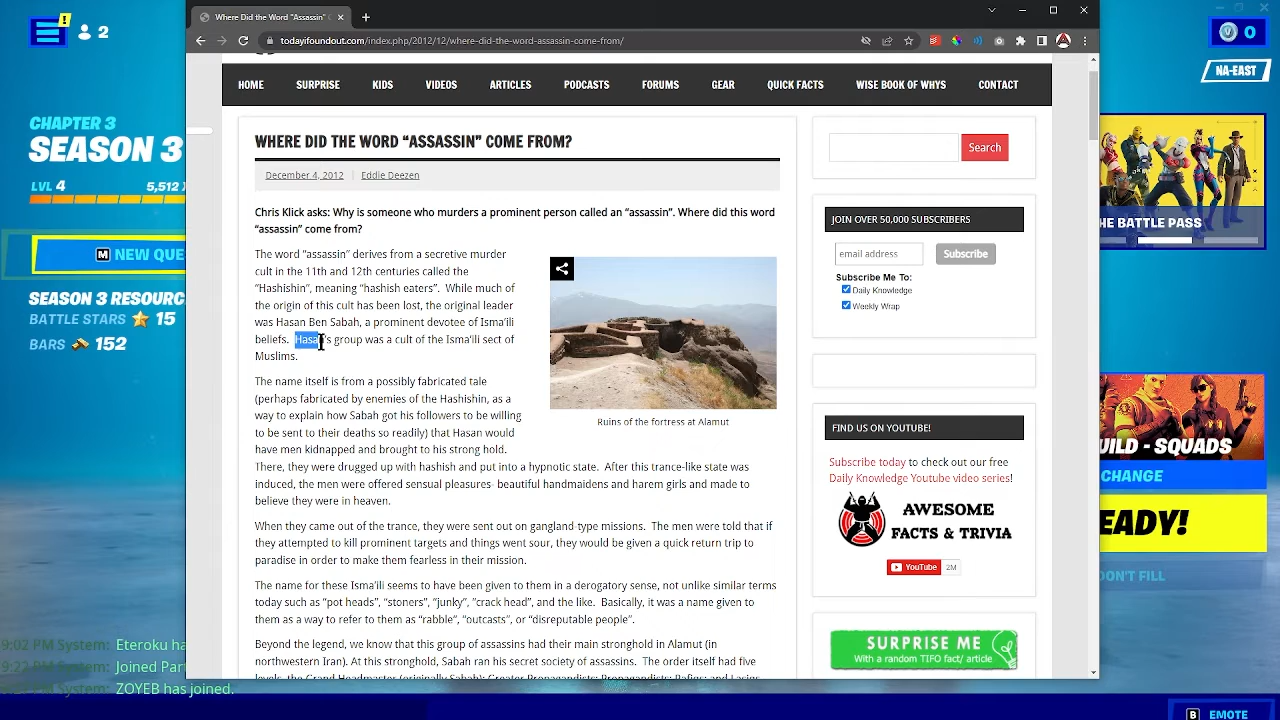 2
CHAPTER 3
SEASON 3
LVL 4
5,512
M NEW QUE
SEASON 3 RESOURC
BATTLE STARS 15
BARS 152
9:02 PM System: Eteroku ha
9:22 PM System: Joined Part
PM System: ZOYEB has joined.
Where Did the Word "Assassin" C
todayifoundout.com/index.php/2012/12/where-did-the-word-assassin-come-from/
HOME SURPRISE KIDS VIDEOS ARTICLES PODCASTS FORUMS GEAR QUICK FACTS WISE BOOK OF WHYS CONTACT
WHERE DID THE WORD “ASSASSIN” COME FROM?
December 4, 2012 | Eddie Deezen
Chris Klick asks: Why is someone who murders a prominent person called an “assassin”. Where did this word
“assassin” come from?
The word “assassin” derives from a secretive murder
cult in the 11th and 12th centuries called the
“Hashishin”, meaning “hashish eaters”. While much of
the origin of this cult has been lost, the original leader
was Hasan Ben Sabah, a prominent devotee of Isma’ili
beliefs. Hasan’s group was a cult of the Isma’ili sect of
Muslims.
Ruins of the fortress at Alamut
The name itself is from a possibly fabricated tale
(perhaps fabricated by enemies of the Hashishin, as a
way to explain how Sabah got his followers to be willing
to be sent to their deaths so readily) that Hasan would
have men kidnapped and brought to his strong hold.
There, they were drugged up with hashish and put into a hypnotic state. After this trance-like state was
induced, the men were offered sexual pleasures- beautiful handmaidens and harem girls and made to
believe they were in heaven.
When they came out of the trance, they were sent out on gangland-type missions. The men were told that if
they attempted to kill prominent targets and things went sour, they would be given a quick return trip to
paradise in order to make them fearless in their mission.
The name for these Isma’ili seems to have been given to them in a derogatory sense, not unlike similar terms
today such as “pot heads”, “stoners”, “junky”, “crack head”, and the like. Basically, it was a name given to
them as a way to refer to them as “rabble”, “outcasts”, or “disreputable people”.
Beyond the legend, we know that this group of assassins had their main stronghold in Alamut (in
northwestern Iran). At this stronghold, Sabah ran his secret society of assassins. The order itself had five
levels: the Grand Headmaster (originally Sabah); Greater Propagandists; Propagandists; Rafiqs; and Lasiqs
Search
JOIN OVER 50,000 SUBSCRIBERS
email address Subscribe
Subscribe Me To:
Daily Knowledge
Weekly Wrap
FIND US ON YOUTUBE!
Subscribe today to check out our free
Daily Knowledge Youtube video series!
AWESOME
FACTS & TRIVIA
YouTube 2M
SURPRISE ME
With a random TIFO fact/ article
0
NA-EAST
HE BATTLE PASS
UILD - SQUADS
CHANGE
EADY!
DON'T FILL
B EMOTE